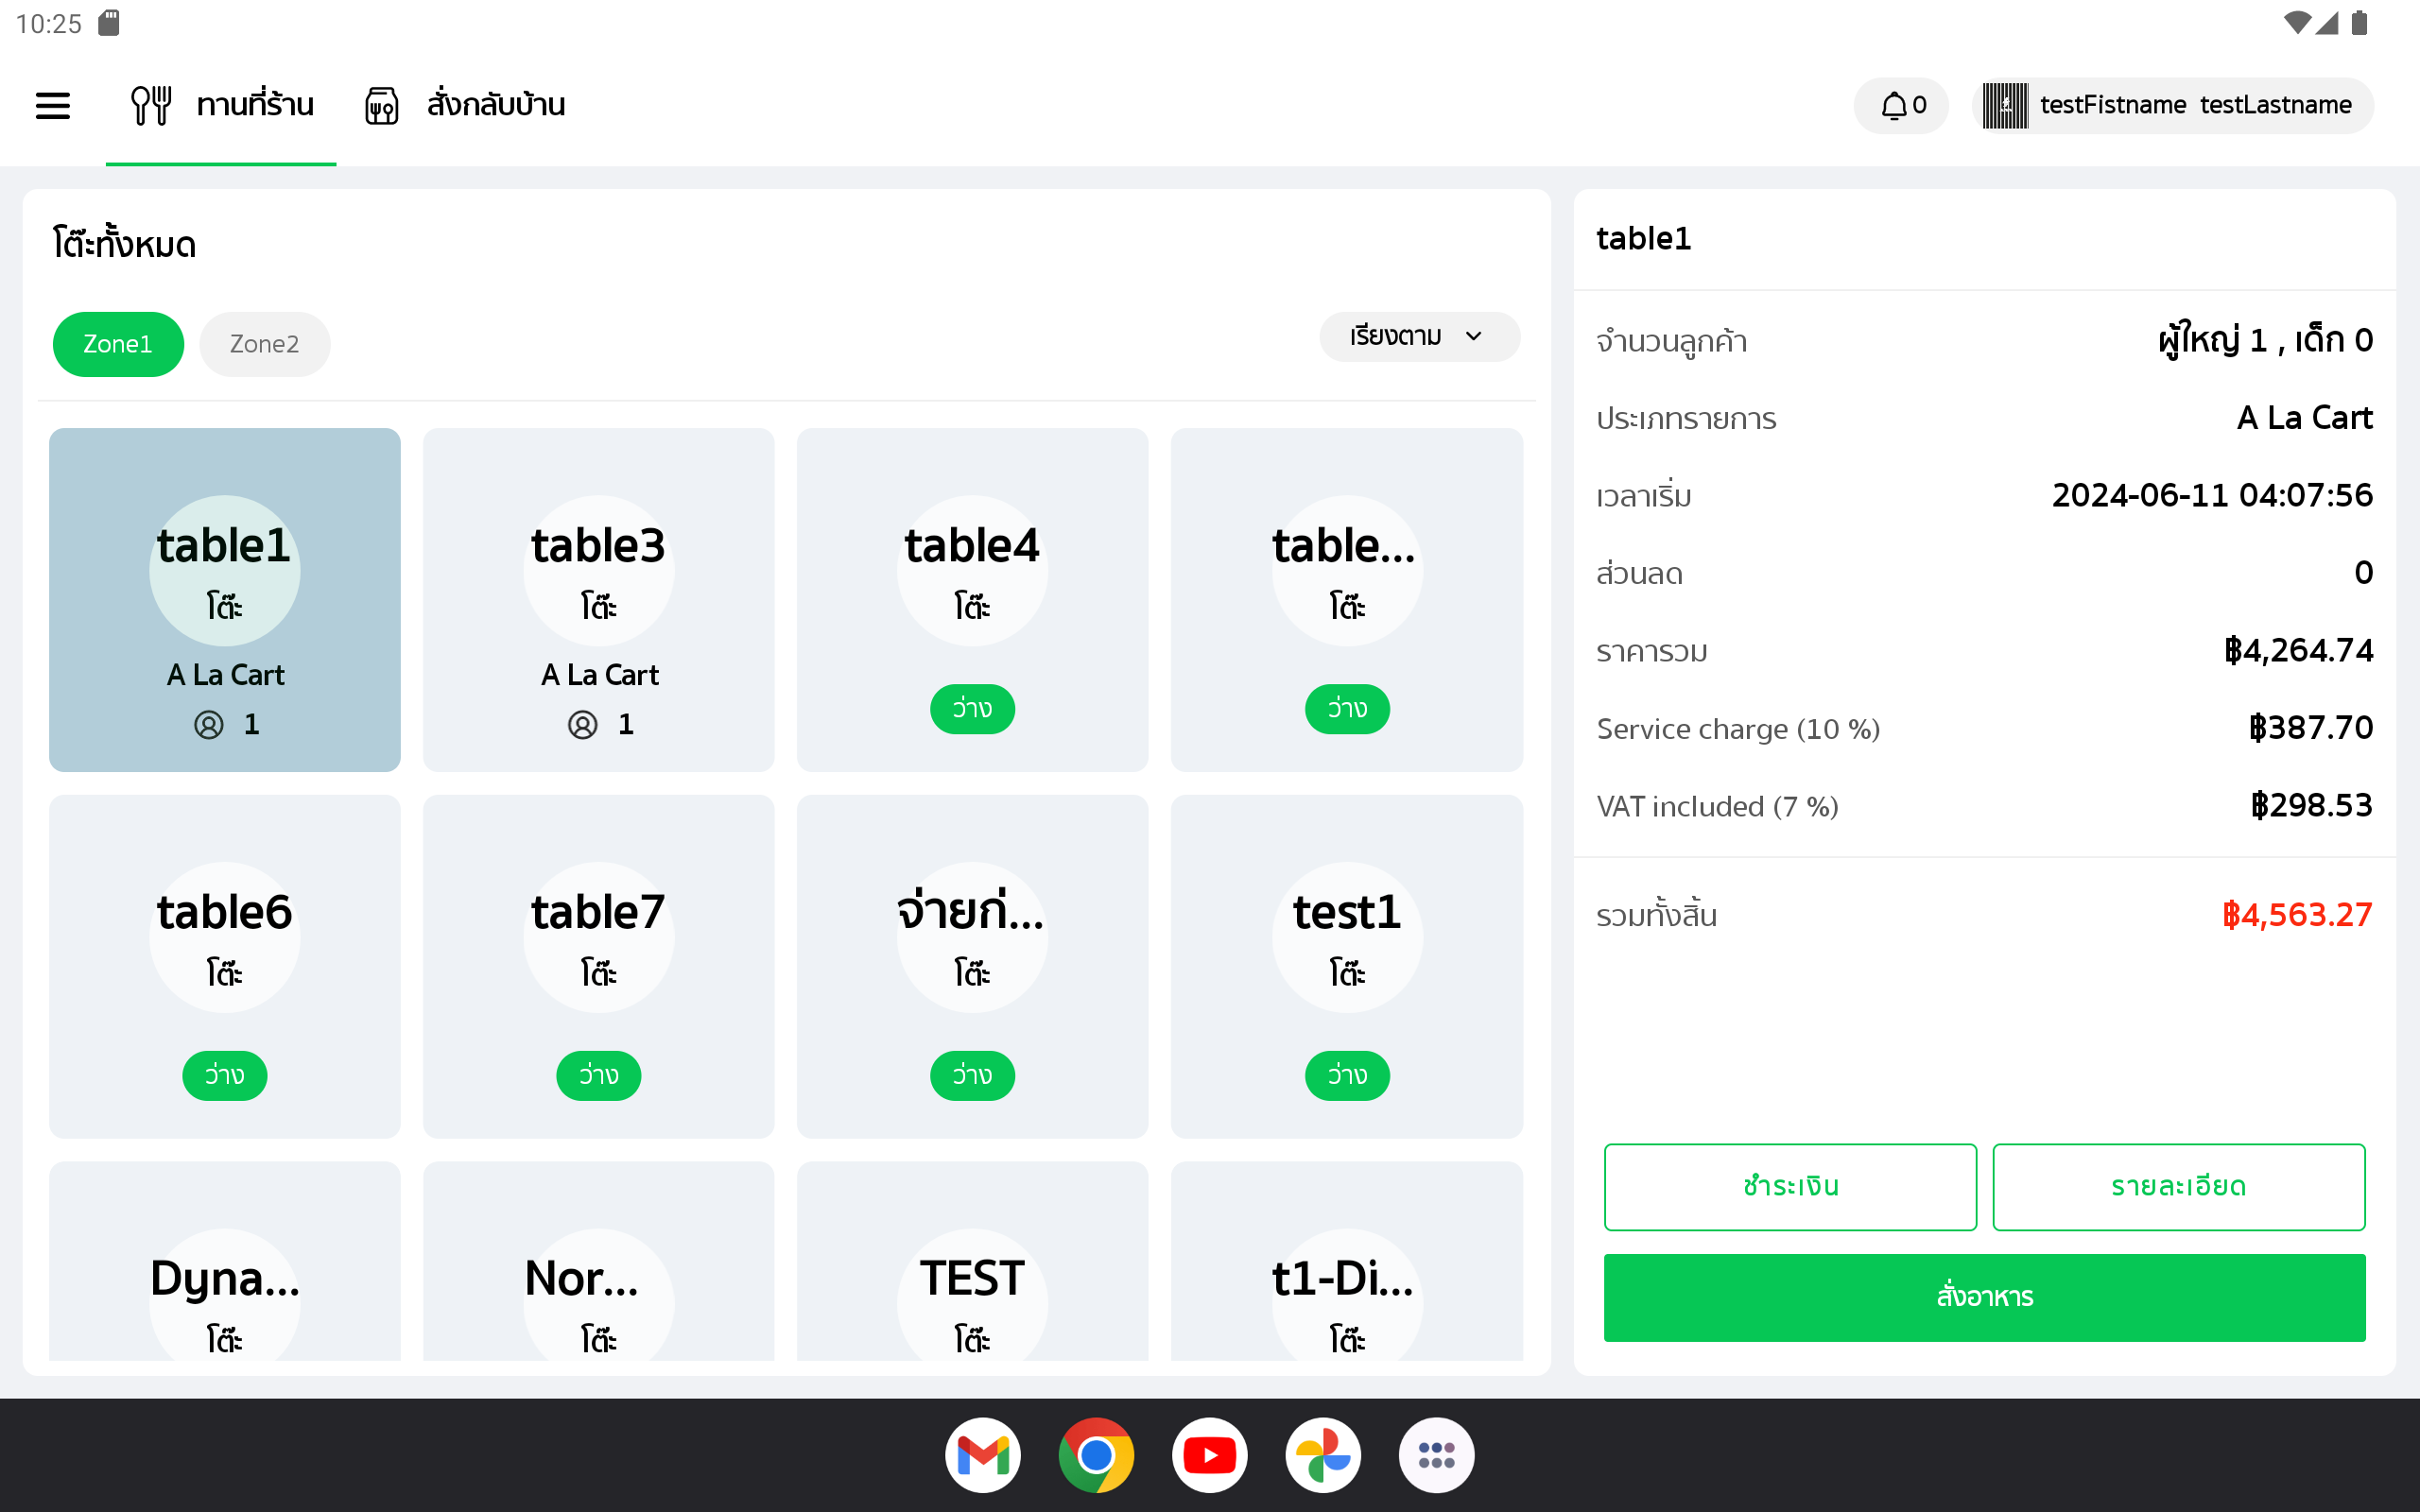 10:25
ทานที่ร้าน
สั่งกลับบ้าน
0
testFistname testLastname
โต๊ะทั้งหมด
Zone1
Zone2
เรียงตาม
table1
โต๊ะ
A La Cart
1
table3
โต๊ะ
A La Cart
1
table4
โต๊ะ
ว่าง
table...
โต๊ะ
ว่าง
table6
โต๊ะ
ว่าง
table7
โต๊ะ
ว่าง
จ่ายก่...
โต๊ะ
ว่าง
test1
โต๊ะ
ว่าง
Dyna...
โต๊ะ
Nor...
โต๊ะ
TEST
โต๊ะ
t1-Di...
โต๊ะ
table1
จำนวนลูกค้า ผู้ใหญ่ 1 , เด็ก 0
ประเภทรายการ A La Cart
เวลาเริ่ม 2024-06-11 04:07:56
ส่วนลด 0
ราคารวม ฿4,264.74
Service charge (10 %) ฿387.70
VAT included (7 %) ฿298.53
รวมทั้งสิ้น ฿4,563.27
ชำระเงิน
รายละเอียด
สั่งอาหาร